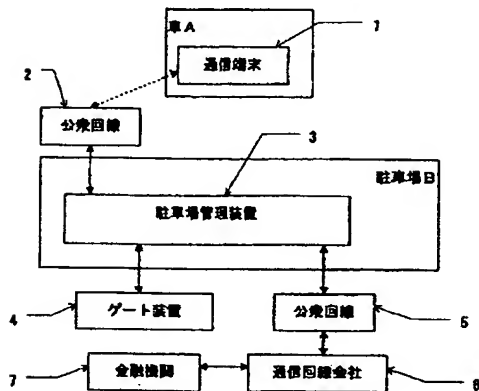 車A
1
通信端末
2
公衆回線
3
駐車場B
駐車場管理装置
4
ゲート装置
公衆回線
5
7
金融機関
通信回線会社
6